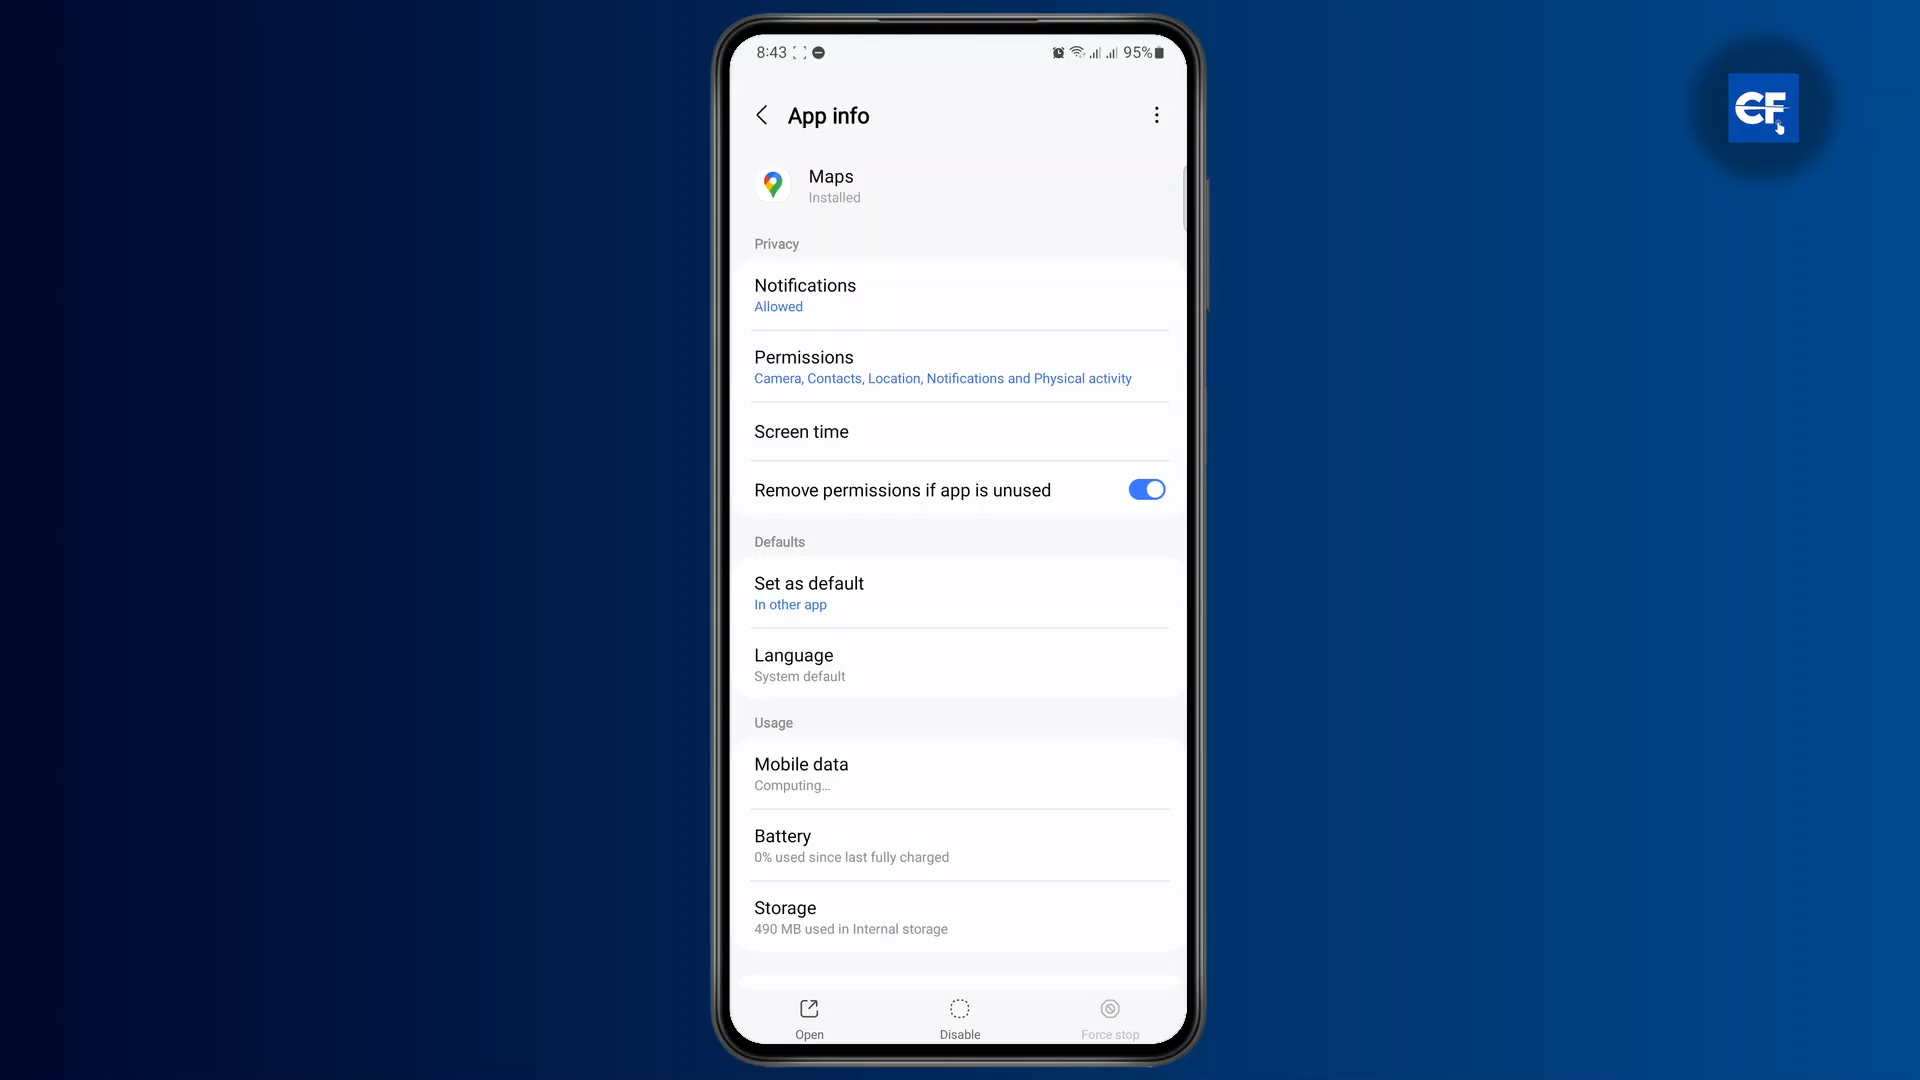 8:43 95%
App info
Maps
Installed
Privacy
Notifications
Allowed
Permissions
Camera, Contacts, Location, Notifications and Physical activity
Screen time
Remove permissions if app is unused
Defaults
Set as default
In other app
Language
System default
Usage
Mobile data
Computing...
Battery
0% used since last fully charged
Storage
490 MB used in Internal storage
Open Disable Force stop
CF